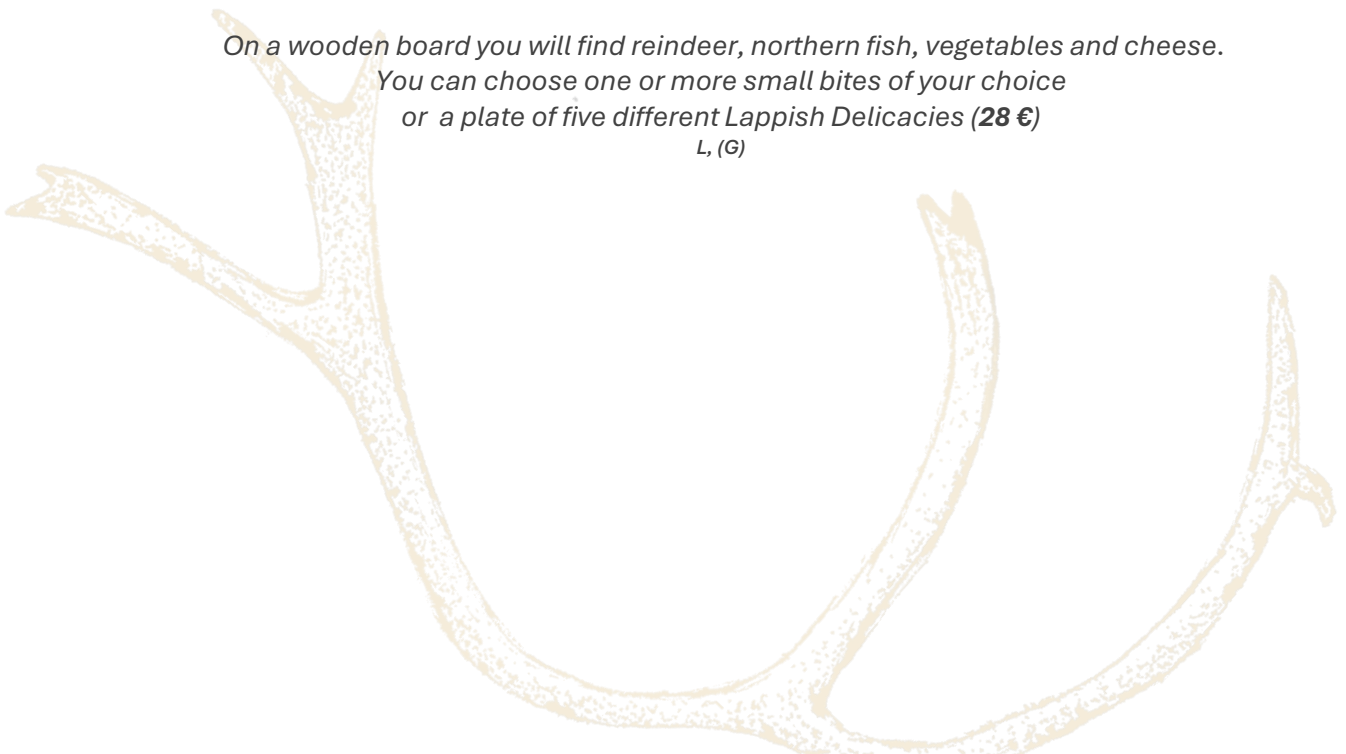 On a wooden board you will find reindeer, northern fish, vegetables and cheese.
You can choose one or more small bites of your choice
or a plate of five different Lappish Delicacies (28 €)
L, (G)